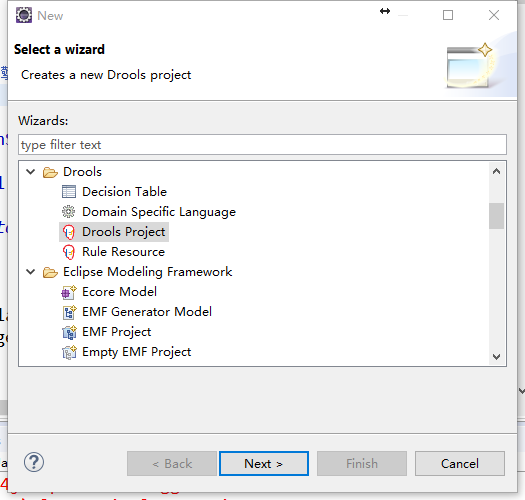 New
Select a wizard
Creates a new Drools project
Wizards:
type filter text
Drools
Decision Table
Domain Specific Language
Drools Project
Rule Resource
Eclipse Modeling Framework
Ecore Model
EMF Generator Model
EMF Project
Empty EMF Project
?
< Back
Next >
Finish
Cancel